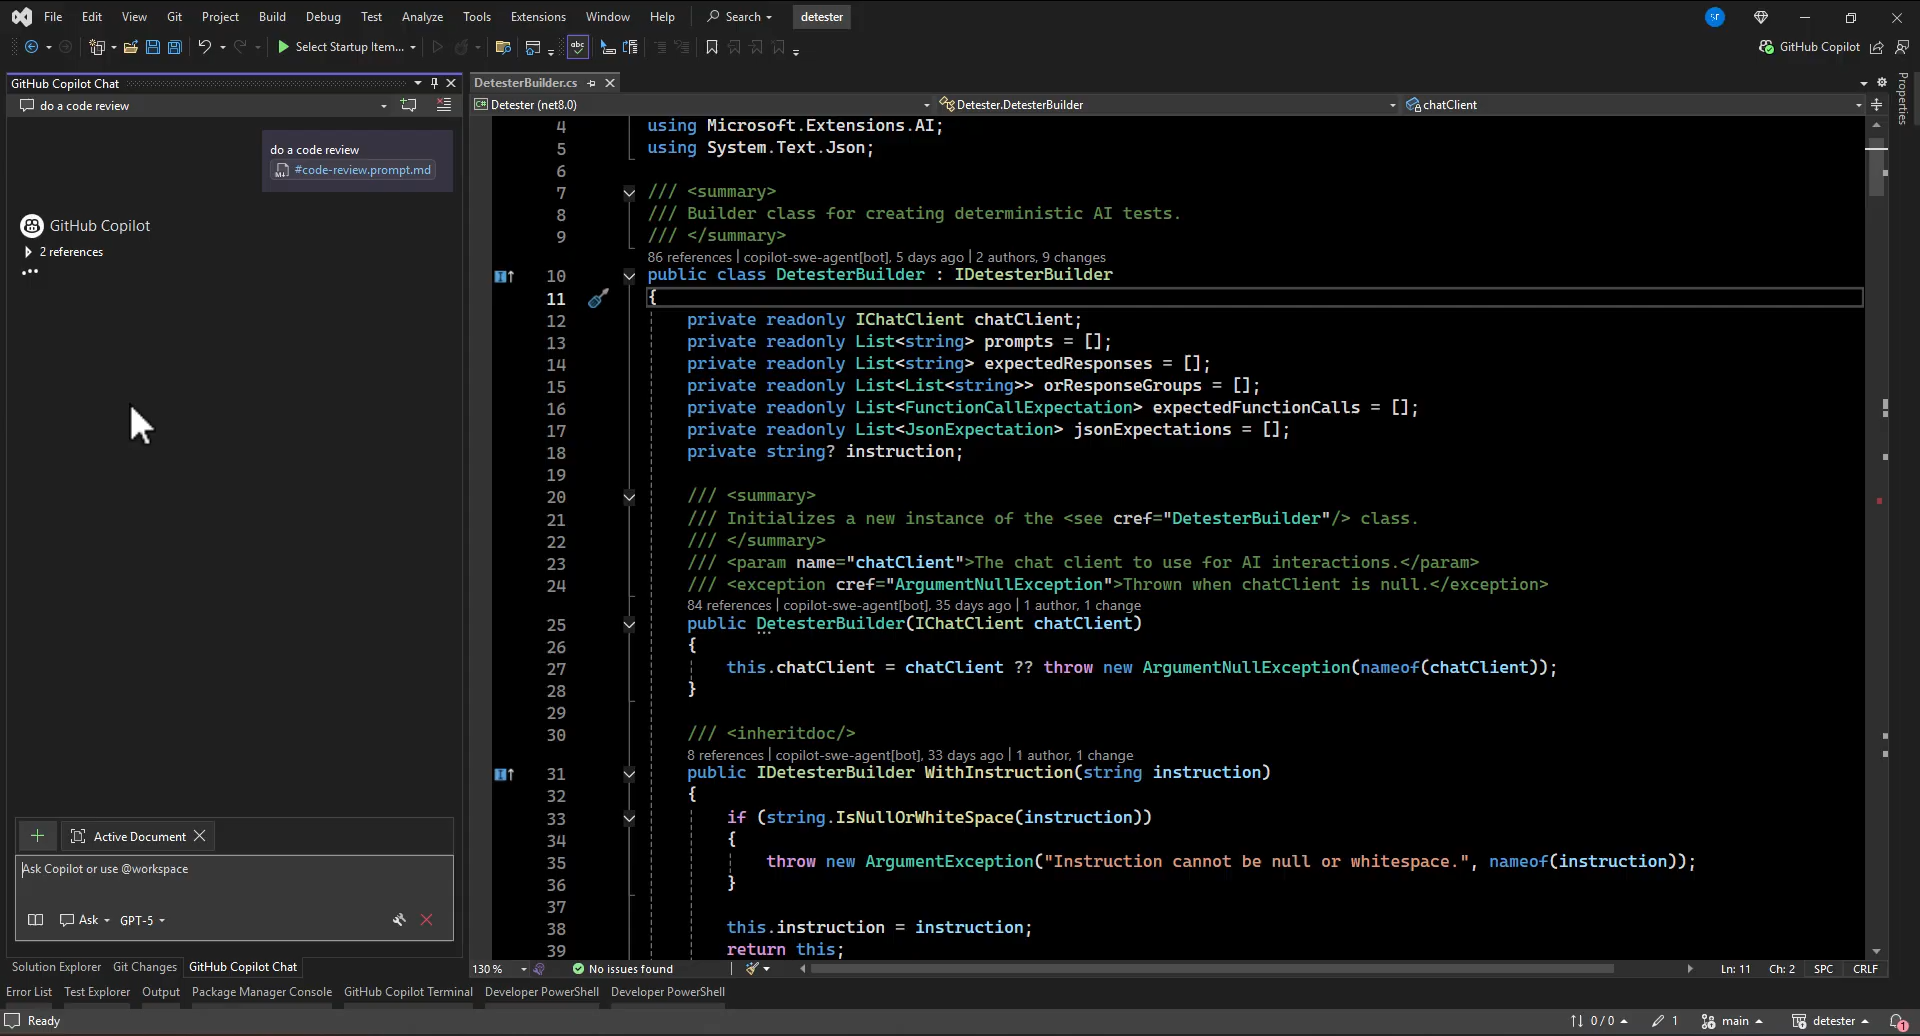 File Edit View Git Project Build Debug Test Analyze Tools Extensions Window Help Search detester
SF
Select Startup Item...
abc
GitHub Copilot
GitHub Copilot Chat
do a code review
do a code review
#code-review.prompt.md
GitHub Copilot
2 references
Active Document
Ask Copilot or use @workspace
Ask GPT-5
Solution Explorer Git Changes GitHub Copilot Chat
DetesterBuilder.cs
C# Detester (net8.0) Detester.DetesterBuilder chatClient
Properties
4 using Microsoft.Extensions.AI;
5 using System.Text.Json;
6
7 /// <summary>
8 /// Builder class for creating deterministic AI tests.
9 /// </summary>
86 references | copilot-swe-agent[bot], 5 days ago | 2 authors, 9 changes
10 public class DetesterBuilder : IDetesterBuilder
11 {
12 private readonly IChatClient chatClient;
13 private readonly List<string> prompts = [];
14 private readonly List<string> expectedResponses = [];
15 private readonly List<List<string>> orResponseGroups = [];
16 private readonly List<FunctionCallExpectation> expectedFunctionCalls = [];
17 private readonly List<JsonExpectation> jsonExpectations = [];
18 private string? instruction;
19
20 /// <summary>
21 /// Initializes a new instance of the <see cref="DetesterBuilder"/> class.
22 /// </summary>
23 /// <param name="chatClient">The chat client to use for AI interactions.</param>
24 /// <exception cref="ArgumentNullException">Thrown when chatClient is null.</exception>
84 references | copilot-swe-agent[bot], 35 days ago | 1 author, 1 change
25 public DetesterBuilder(IChatClient chatClient)
26 {
27 this.chatClient = chatClient ?? throw new ArgumentNullException(nameof(chatClient));
28 }
29
30 /// <inheritdoc/>
8 references | copilot-swe-agent[bot], 33 days ago | 1 author, 1 change
31 public IDetesterBuilder WithInstruction(string instruction)
32 {
33 if (string.IsNullOrWhiteSpace(instruction))
34 {
35 throw new ArgumentException("Instruction cannot be null or whitespace.", nameof(instruction));
36 }
37
38 this.instruction = instruction;
39 return this;
130 % No issues found Ln: 11 Ch: 2 SPC CRLF
Error List Test Explorer Output Package Manager Console GitHub Copilot Terminal Developer PowerShell Developer PowerShell
Ready 0 / 0 1 main detester 1